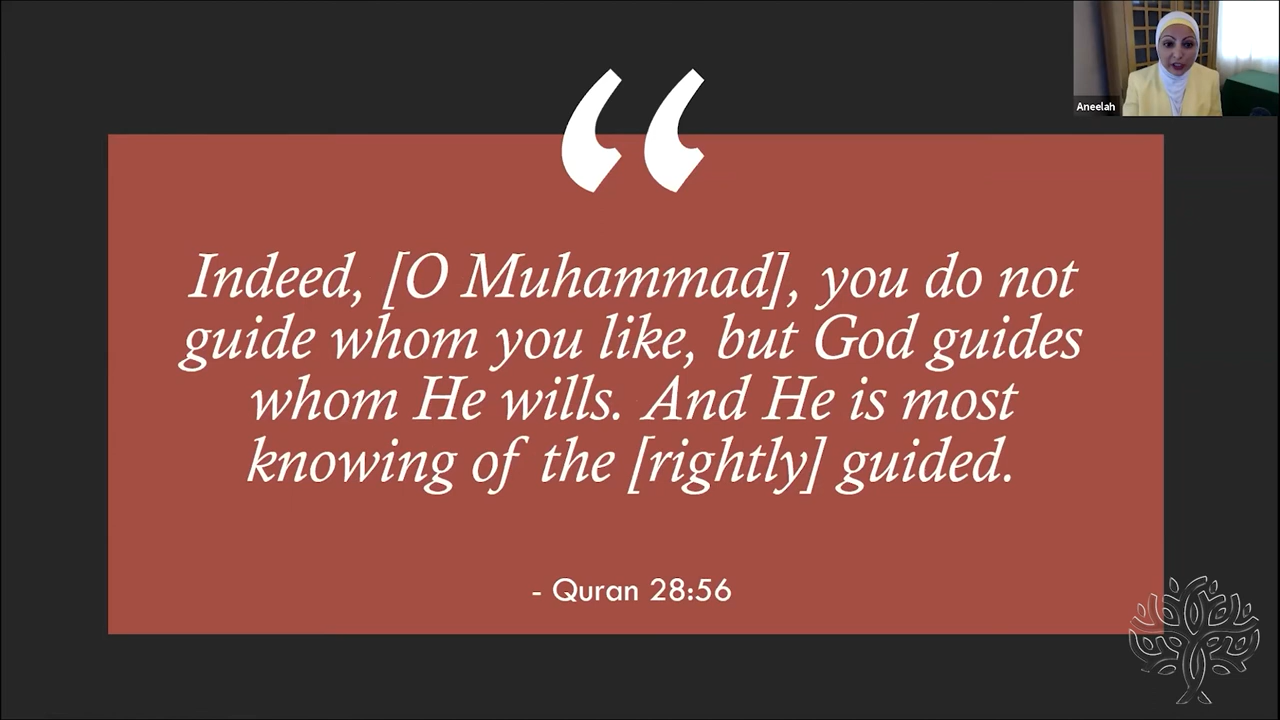 Aneelah
“
Indeed, [O Muhammad], you do not
guide whom you like, but God guides
whom He wills. And He is most
knowing of the [rightly] guided.
- Quran 28:56